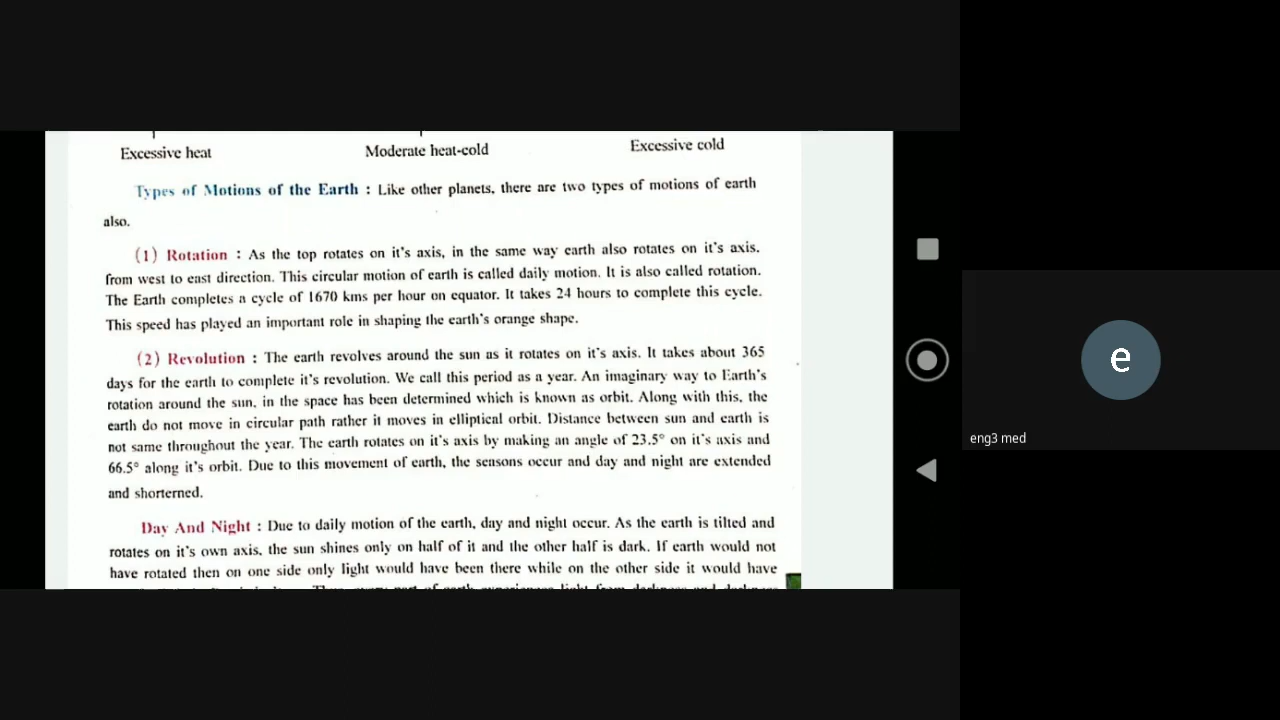 Excessive heat Moderate heat-cold Excessive cold
Types of Motions of the Earth : Like other planets, there are two types of motions of earth
also.
(1) Rotation : As the top rotates on it's axis, in the same way earth also rotates on it's axis.
from west to east direction. This circular motion of earth is called daily motion. It is also called rotation.
The Earth completes a cycle of 1670 kms per hour on equator. It takes 24 hours to complete this cycle.
This speed has played an important role in shaping the earth's orange shape.
(2) Revolution : The earth revolves around the sun as it rotates on it's axis. It takes about 365
days for the earth to complete it's revolution. We call this period as a year. An imaginary way to Earth's
rotation around the sun, in the space has been determined which is known as orbit. Along with this, the
earth do not move in circular path rather it moves in elliptical orbit. Distance between sun and earth is
not same throughout the year. The earth rotates on it's axis by making an angle of 23.5° on it's axis and
66.5° along it's orbit. Due to this movement of earth, the seasons occur and day and night are extended
and shorterned.
Day And Night : Due to daily motion of the earth, day and night occur. As the earth is tilted and
rotates on it's own axis, the sun shines only on half of it and the other half is dark. If earth would not
have rotated then on one side only light would have been there while on the other side it would have
part of earth experiences light from darkness and darkness
e
eng3 med